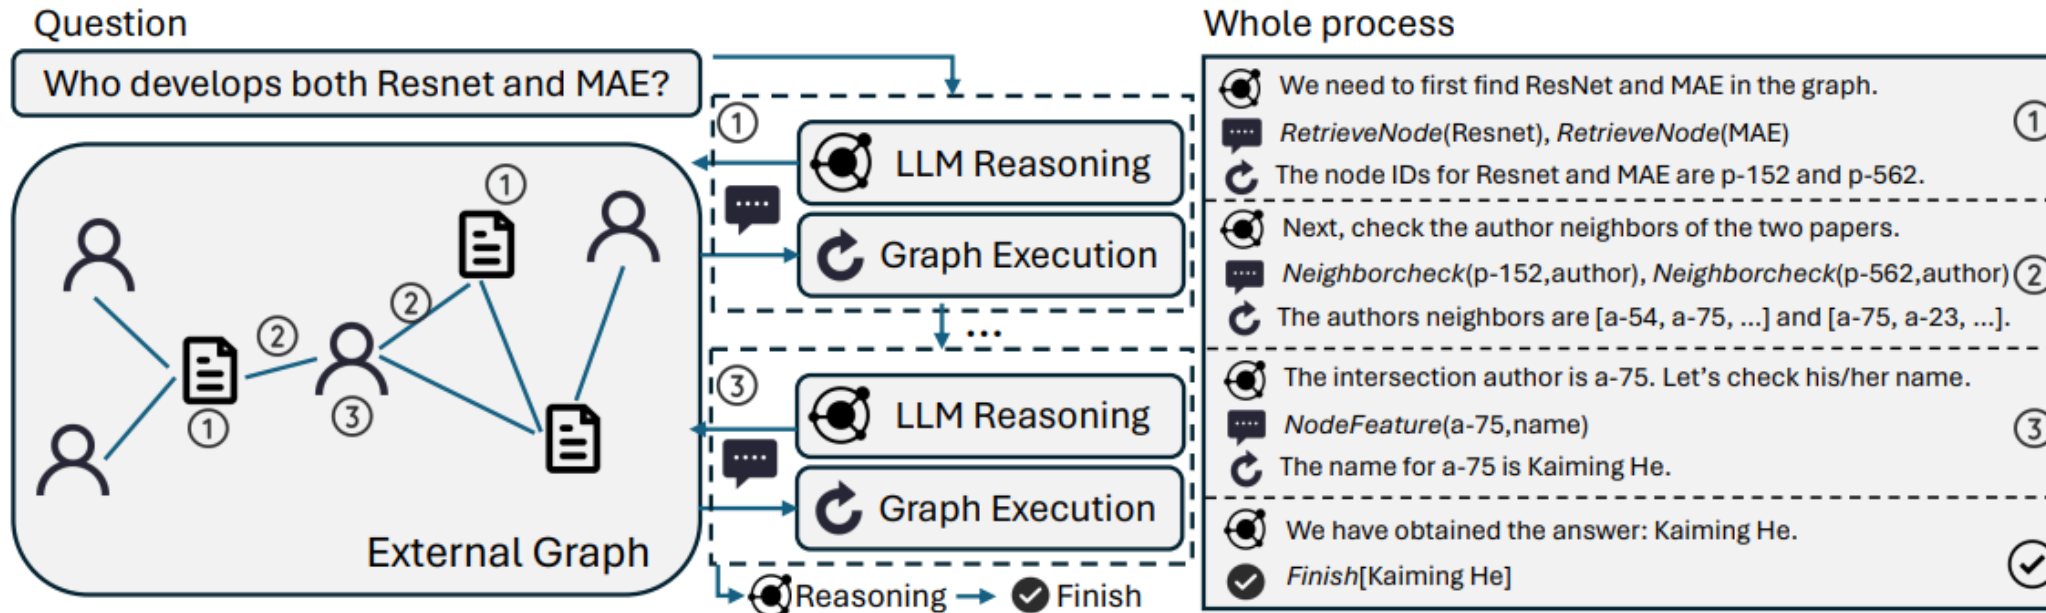 Question
Who develops both Resnet and MAE?
External Graph
1
2
1
2
3
1
LLM Reasoning
Graph Execution
...
3
LLM Reasoning
Graph Execution
Reasoning
Finish
Whole process
We need to first find ResNet and MAE in the graph.
RetrieveNode(Resnet), RetrieveNode(MAE)
The node IDs for Resnet and MAE are p-152 and p-562.
1
Next, check the author neighbors of the two papers.
Neighborcheck(p-152,author), Neighborcheck(p-562,author)
The authors neighbors are [a-54, a-75, ...] and [a-75, a-23, ...].
2
The intersection author is a-75. Let's check his/her name.
NodeFeature(a-75,name)
The name for a-75 is Kaiming He.
3
We have obtained the answer: Kaiming He.
Finish[Kaiming He]